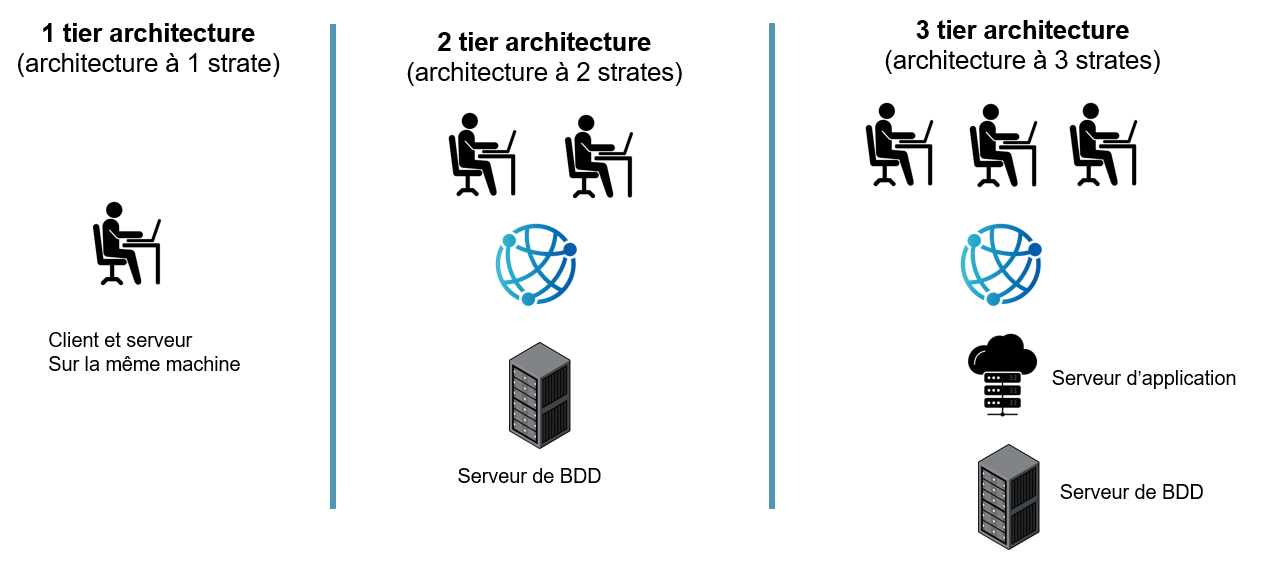 1 tier architecture
(architecture à 1 strate)
Client et serveur
Sur la même machine
2 tier architecture
(architecture à 2 strates)
Serveur de BDD
3 tier architecture
(architecture à 3 strates)
Serveur d’application
Serveur de BDD